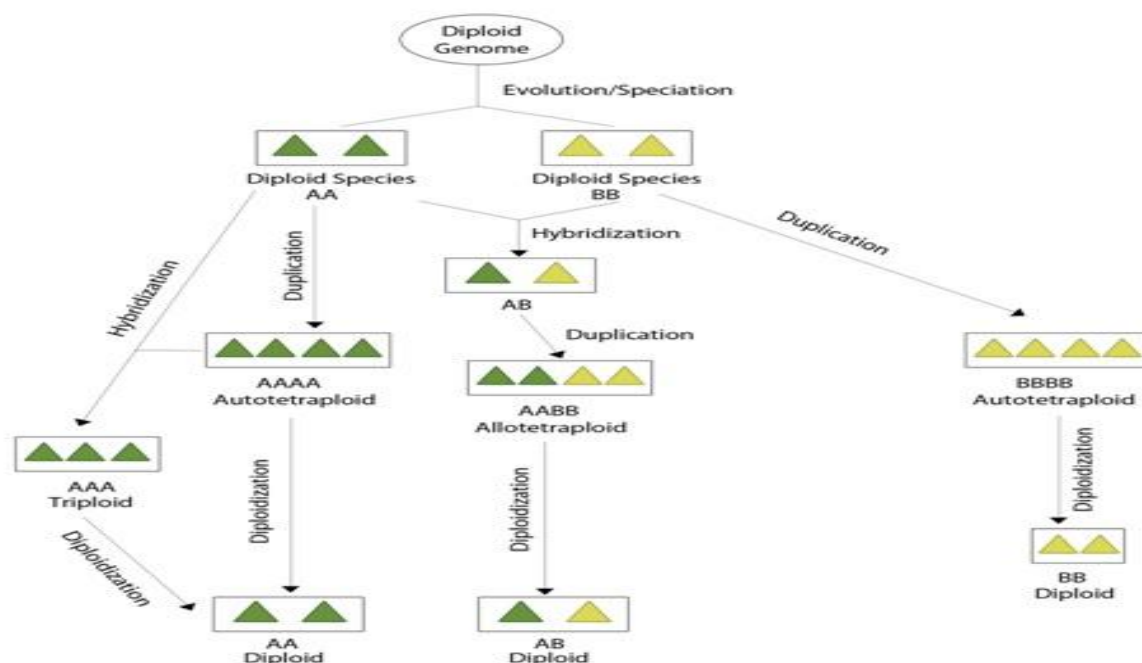 Diploid
Genome
Evolution/Speciation
Diploid Species
AA
Diploid Species
BB
Hybridization
Duplication
Hybridization
Duplication
AB
Duplication
AAAA
Autotetraploid
AABB
Allotetraploid
BBBB
Autotetraploid
AAA
Triploid
Diploidization
Diploidization
Diploidization
Diploidization
AA
Diploid
AB
Diploid
BB
Diploid